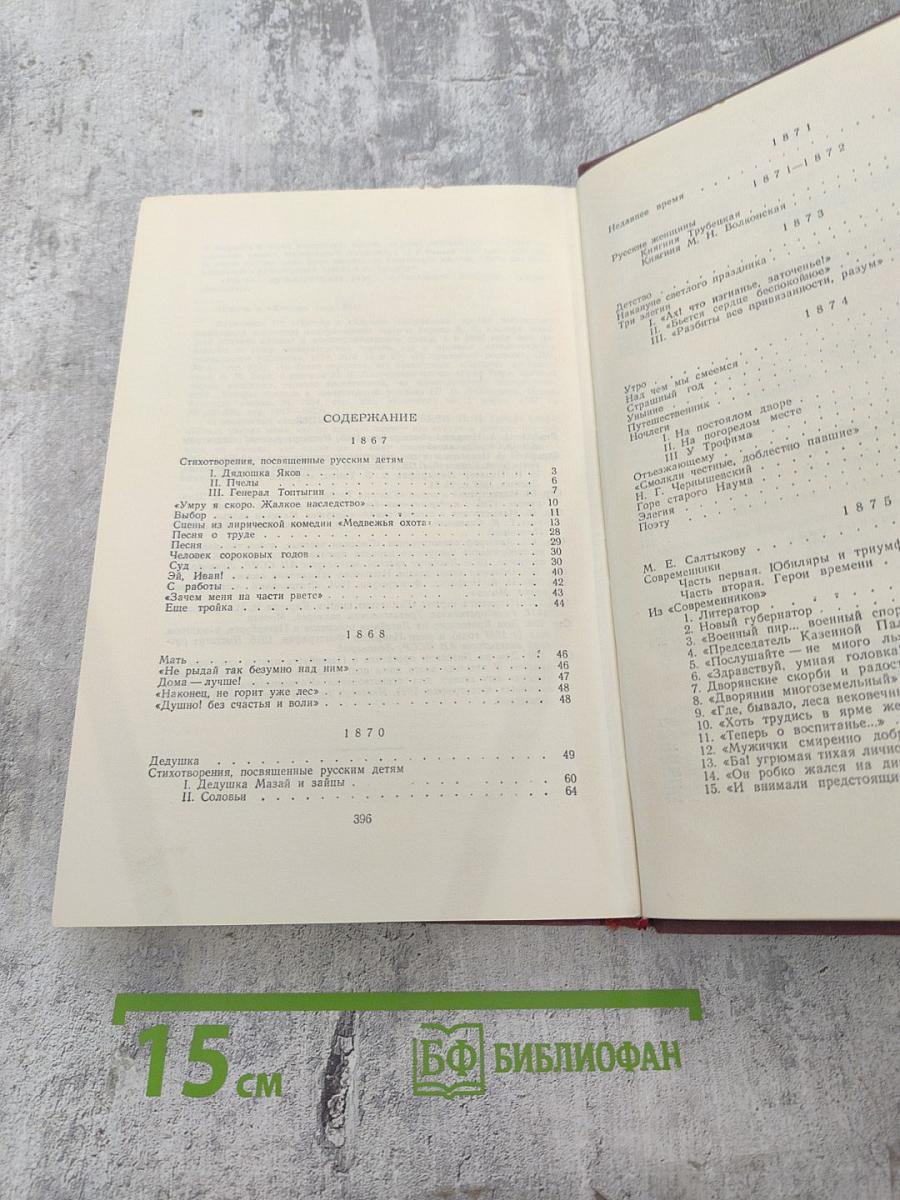 СОДЕРЖАНИЕ
1867
Стихотворения, посвященные русским детям
I. Дядюшка Яков . . . . 3
II. Пчелы . . . . 6
III. Генерал Топтыгин . . . . 7
«Умру я скоро. Жалкое наследство» . . . . 10
Выбор . . . . 11
Сцены из лирической комедии «Медвежья охота» . . . . 13
Песня о труде . . . . 28
Песня . . . . 29
Человек сороковых годов . . . . 30
Суд . . . . 30
Эй, Иван! . . . . 40
С работы . . . . 42
«Зачем меня на части рвете» . . . . 43
Еще тройка . . . . 44
1868
Мать . . . . 46
«Не рыдай так безумно над ним» . . . . 46
Дома — лучше! . . . . 47
«Наконец, не горит уже лес» . . . . 48
«Душно! без счастья и воли» . . . . 48
1870
Дедушка . . . . 49
Стихотворения, посвященные русским детям
I. Дедушка Мазай и зайцы . . . . 60
II. Соловьи . . . . 64
396
1871
Недавнее время . . . .
1871—1872
Русские женщины
Княгиня Трубецкая . . . .
Княгиня М. Н. Волконская . . . .
1873
Детство . . . .
Накануне светлого праздника . . . .
Три элегии
I. «Ах! что изгнанье, заточенье!» . . . .
II. «Бьется сердце беспокойное» . . . .
III. «Разбиты все привязанности, разум» . . . .
1874
Утро . . . .
Над чем мы смеемся . . . .
Страшный год . . . .
Уныние . . . .
Путешественник . . . .
Ночлеги
I. На постоялом дворе . . . .
II. На погорелом месте . . . .
III У Трофима . . . .
Отъезжающему . . . .
«Смолкли честные, доблестно павшие» . . . .
Н. Г. Чернышевский . . . .
Горе старого Наума . . . .
Элегия . . . .
Поэту . . . .
1875
М. Е. Салтыкову . . . .
Современники
Часть первая. Юбиляры и триумф
Часть вторая. Герои времени . . . .
Из «Современников»
1. Литератор . . . .
2. Новый губернатор . . . .
3. «Военный пир... военный спор
4. «Председатель Казенной Пал
5. «Послушайте — не много ль
6. «Здравствуй, умная головка!
7. Дворянские скорби и радост
8. «Дворянин многоземельный»
9. «Где, бывало, леса вековечны
10. «Хоть трудись в ярме же
11. «Теперь о воспитанье...» . . . .
12. «Мужички смиренно добр
13. «Ба! угрюмая тихая личнос
14. «Он робко жался на ди
15. «И внимали предстоящи
15 см
БФ БИБЛИОФАН